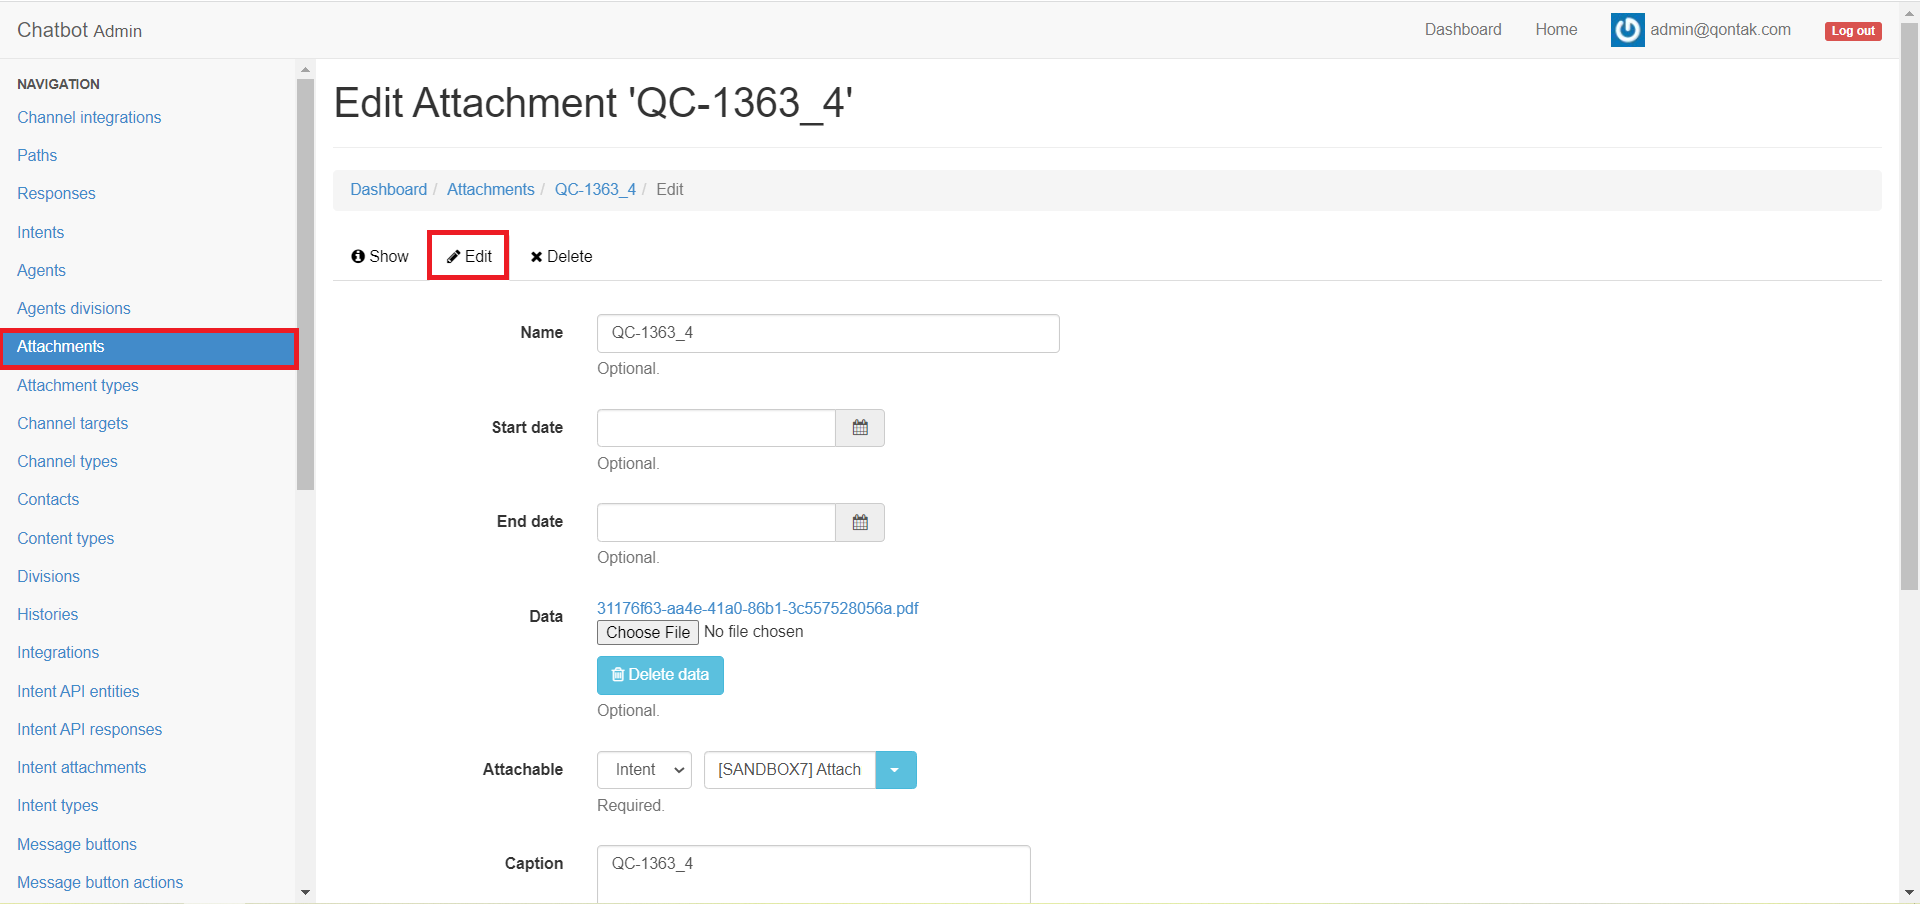 Chatbot Admin
Dashboard
Home
admin@qontak.com
Log out
NAVIGATION
Channel integrations
Paths
Responses
Intents
Agents
Agents divisions
Attachments
Attachment types
Channel targets
Channel types
Contacts
Content types
Divisions
Histories
Integrations
Intent API entities
Intent API responses
Intent attachments
Intent types
Message buttons
Message button actions
Edit Attachment 'QC-1363_4'
Dashboard / Attachments / QC-1363_4 / Edit
Show
Edit
Delete
Name
QC-1363_4
Optional.
Start date
Optional.
End date
Optional.
Data
31176f63-aa4e-41a0-86b1-3c557528056a.pdf
Choose File No file chosen
Delete data
Optional.
Attachable
Intent
[SANDBOX7] Attach
Required.
Caption
QC-1363_4